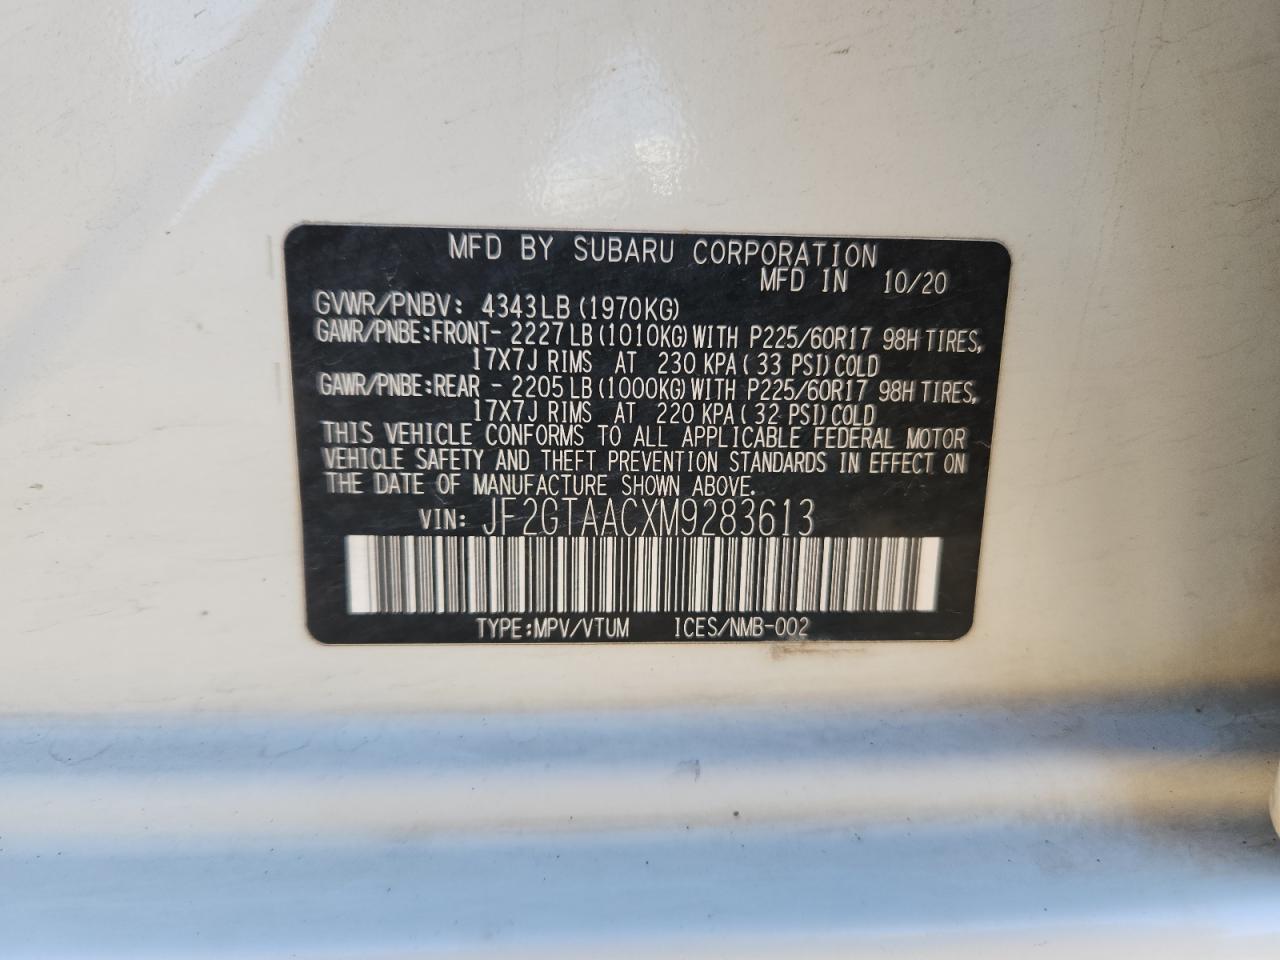 MFD BY SUBARU CORPORATION
MFD IN 10/20
GVWR/PNBV: 4343LB (1970KG)
GAWR/PNBE:FRONT- 2227LB (1010KG) WITH P225/60R17 98H TIRES,
17X7J RIMS AT 230 KPA ( 33 PSI) COLD
GAWR/PNBE:REAR - 2205LB (1000KG) WITH P225/60R17 98H TIRES,
17X7J RIMS AT 220 KPA ( 32 PSI) COLD
THIS VEHICLE CONFORMS TO ALL APPLICABLE FEDERAL MOTOR
VEHICLE SAFETY AND THEFT PREVENTION STANDARDS IN EFFECT ON
THE DATE OF MANUFACTURE SHOWN ABOVE.
VIN: JF2GTAACXM9283613
TYPE:MPV/VTUM ICES/NMB-002